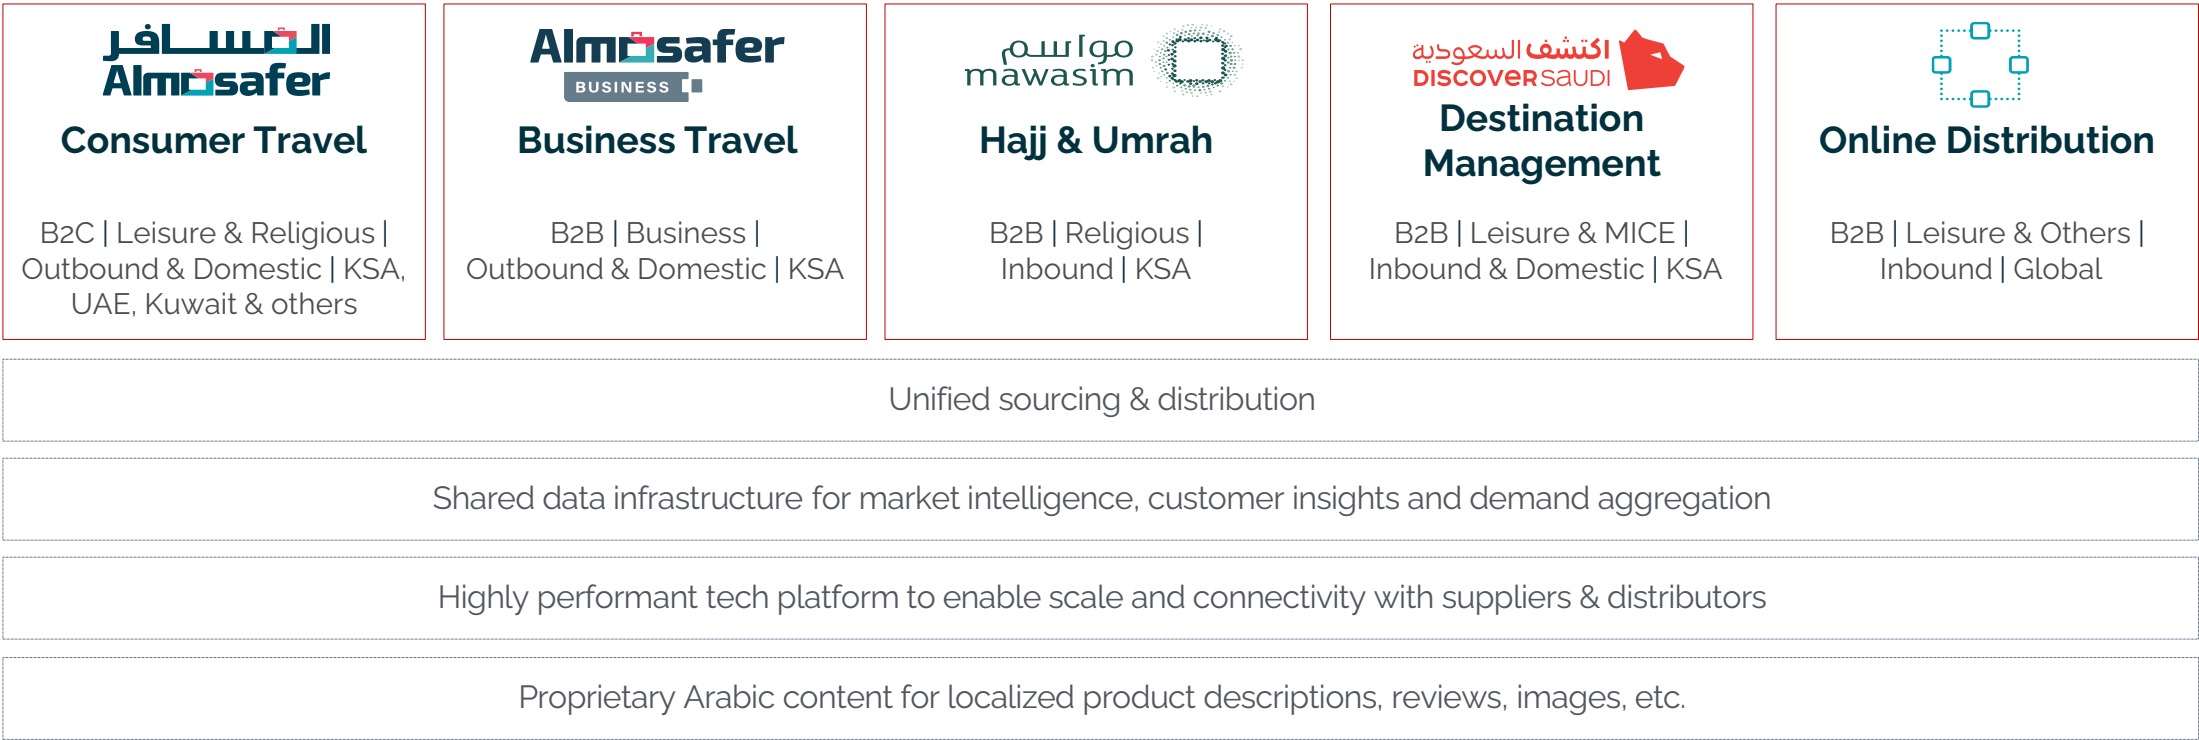 المسافر
Almosafer
Consumer Travel
B2C | Leisure & Religious |
Outbound & Domestic | KSA,
UAE, Kuwait & others
Almosafer
BUSINESS
Business Travel
B2B | Business |
Outbound & Domestic | KSA
مواسم
mawasim
Hajj & Umrah
B2B | Religious |
Inbound | KSA
اكتشف السعودية
DISCOVER SAUDI
Destination
Management
B2B | Leisure & MICE |
Inbound & Domestic | KSA
Online Distribution
B2B | Leisure & Others |
Inbound | Global
Unified sourcing & distribution
Shared data infrastructure for market intelligence, customer insights and demand aggregation
Highly performant tech platform to enable scale and connectivity with suppliers & distributors
Proprietary Arabic content for localized product descriptions, reviews, images, etc.